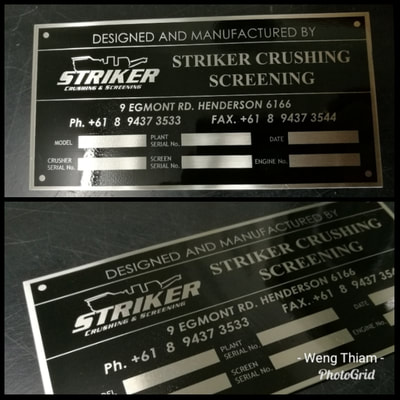 DESIGNED AND MANUFACTURED BY
STRIKER
CRUSHING & SCREENING
STRIKER CRUSHING
SCREENING
9 EGMONT RD. HENDERSON 6166
Ph. +61 8 9437 3533 FAX. +61 8 9437 3544
MODEL PLANT SERIAL No. DATE
CRUSHER SERIAL No. SCREEN SERIAL No. ENGINE No.
DESIGNED AND MANUFACTURED BY
STRIKER
CRUSHING & SCREENING
STRIKER CRUSHING
SCREENING
9 EGMONT RD. HENDERSON 6166
Ph. +61 8 9437 3533 FAX. +61 8 9437 354
MODEL PLANT SERIAL No. DATE
SCREEN SERIAL No. ENGINE
- Weng Thiam -
PhotoGrid